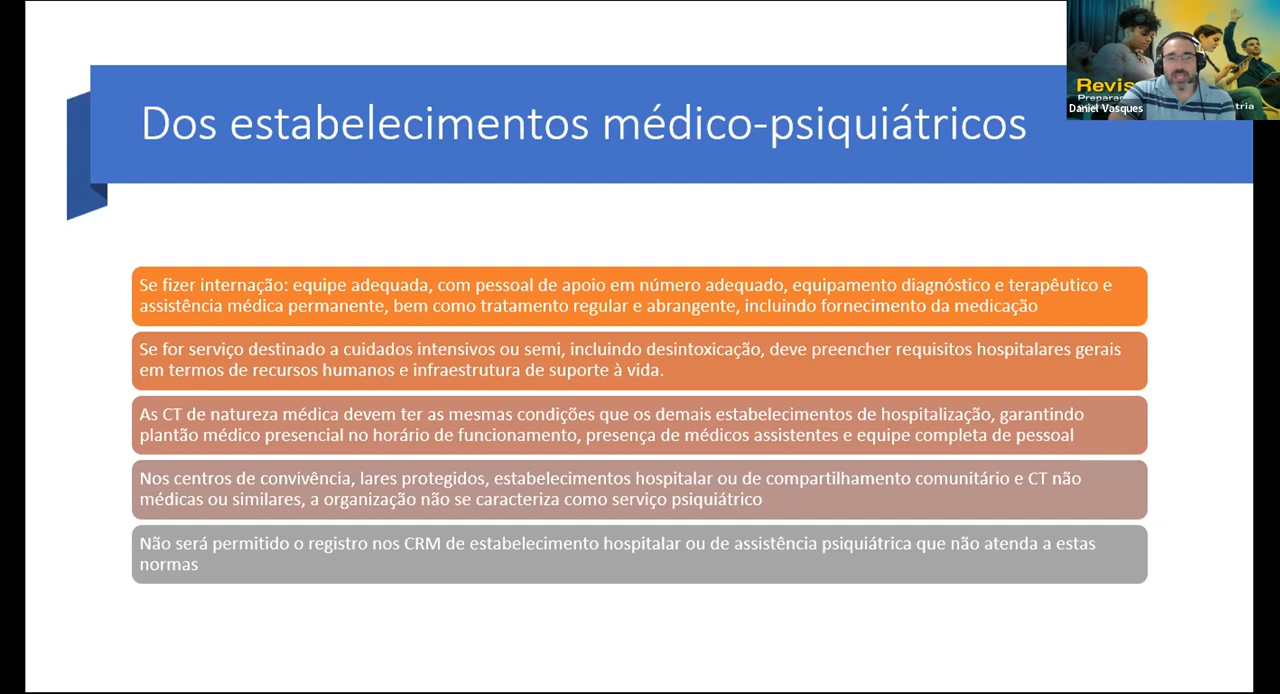 Dos estabelecimentos médico-psiquiátricos
Revis
Prepara
tria
Daniel Vasques
Se fizer internação: equipe adequada, com pessoal de apoio em número adequado, equipamento diagnóstico e terapêutico e
assistência médica permanente, bem como tratamento regular e abrangente, incluindo fornecimento da medicação
Se for serviço destinado a cuidados intensivos ou semi, incluindo desintoxicação, deve preencher requisitos hospitalares gerais
em termos de recursos humanos e infraestrutura de suporte à vida.
As CT de natureza médica devem ter as mesmas condições que os demais estabelecimentos de hospitalização, garantindo
plantão médico presencial no horário de funcionamento, presença de médicos assistentes e equipe completa de pessoal
Nos centros de convivência, lares protegidos, estabelecimentos hospitalar ou de compartilhamento comunitário e CT não
médicas ou similares, a organização não se caracteriza como serviço psiquiátrico
Não será permitido o registro nos CRM de estabelecimento hospitalar ou de assistência psiquiátrica que não atenda a estas
normas